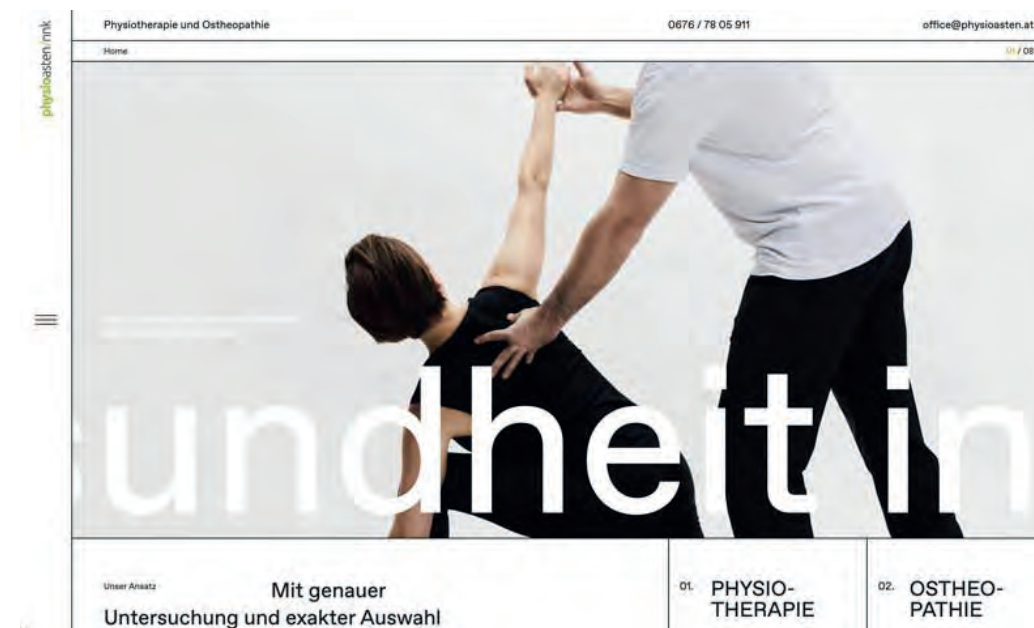 physioasten/nnk
Physiotherapie und Ostheopathie
0676 / 78 05 911
office@physioasten.at
Home
01 / 08
sundheit in
Unser Ansatz
Mit genauer
Untersuchung und exakter Auswahl
01. PHYSIO-
THERAPIE
02. OSTHEO-
PATHIE